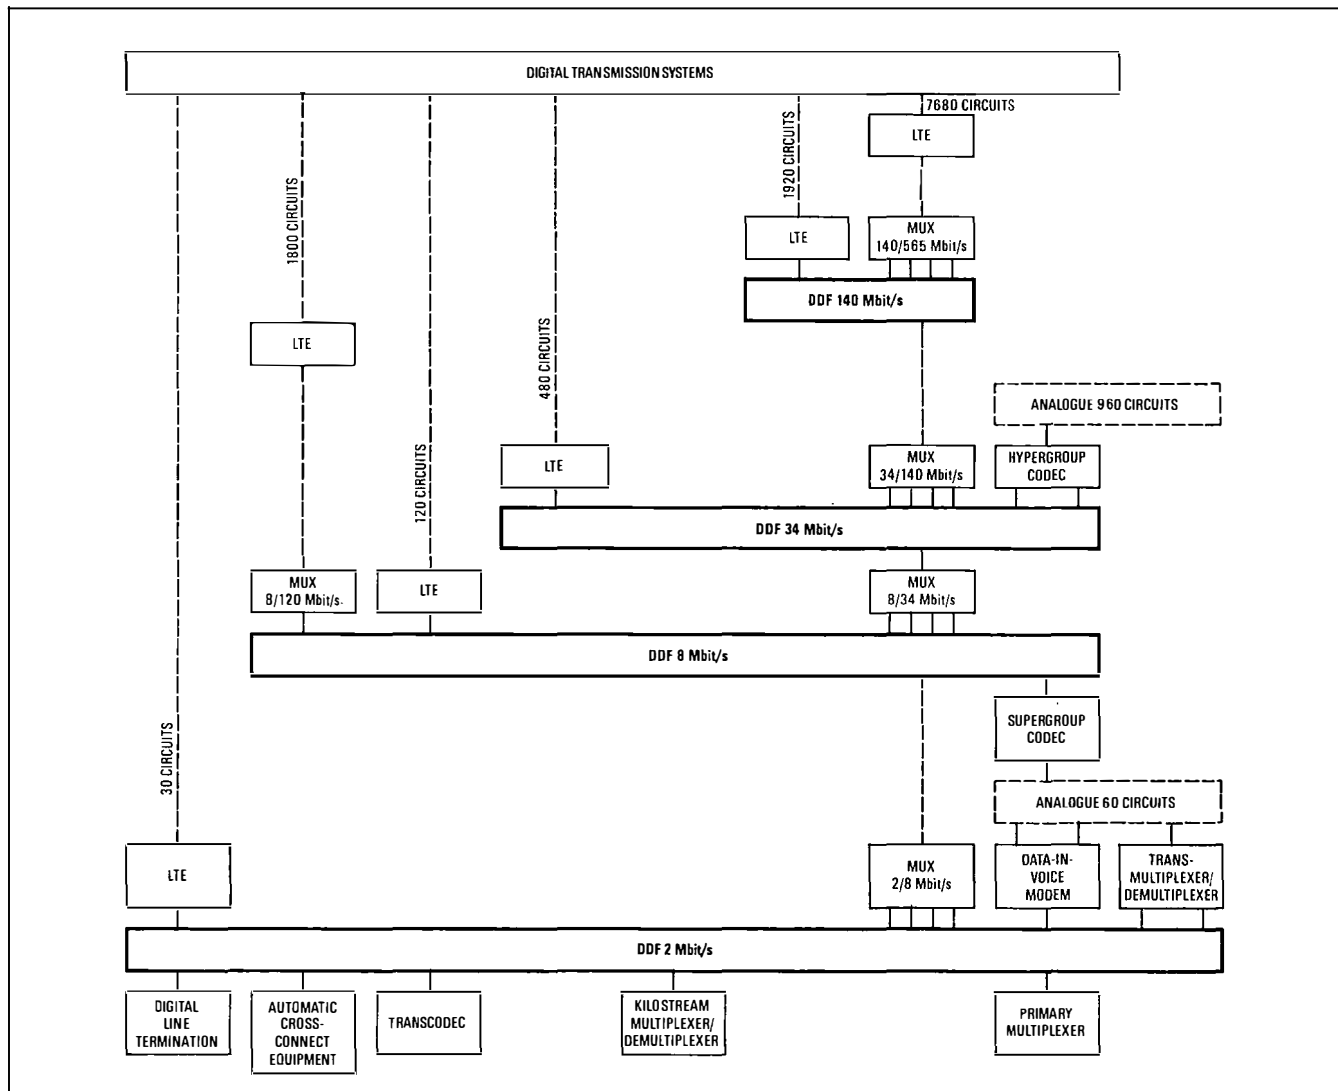 DIGITAL TRANSMISSION SYSTEMS
7680 CIRCUITS
LTE
1920 CIRCUITS
1800 CIRCUITS
LTE
MUX
140/565 Mbit/s
DDF 140 Mbit/s
LTE
480 CIRCUITS
ANALOGUE 960 CIRCUITS
120 CIRCUITS
LTE
MUX
34/140 Mbit/s
HYPERGROUP
CODEC
DDF 34 Mbit/s
MUX
8/120 Mbit/s
LTE
MUX
8/34 Mbit/s
DDF 8 Mbit/s
SUPERGROUP
CODEC
30 CIRCUITS
ANALOGUE 60 CIRCUITS
LTE
MUX
2/8 Mbit/s
DATA-IN-
VOICE
MODEM
TRANS-
MULTIPLEXER/
DEMULTIPLEXER
DDF 2 Mbit/s
DIGITAL
LINE
TERMINATION
AUTOMATIC
CROSS-
CONNECT
EQUIPMENT
TRANSCODEC
KILOSTREAM
MULTIPLEXER/
DEMULTIPLEXER
PRIMARY
MULTIPLEXER